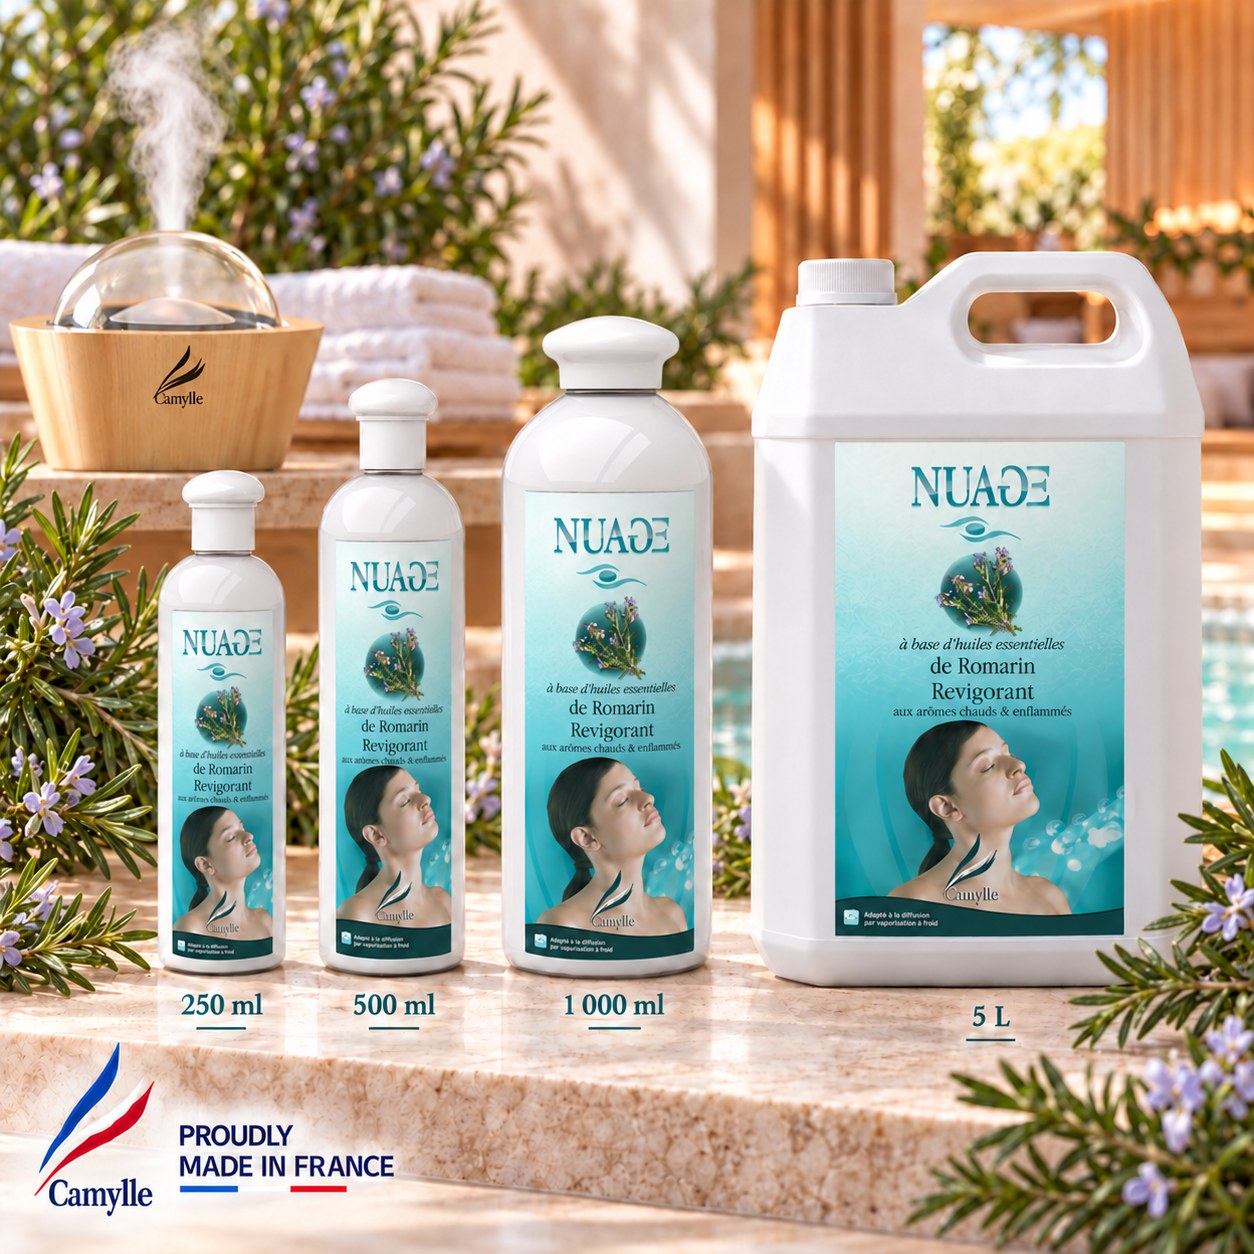 Camylle
NUAGE
à base d'huiles essentielles
de Romarin
Revigorant
aux arômes chauds & enflammés
Camylle
Adapté à la diffusion
par vaporisation à froid
250 ml
NUAGE
à base d'huiles essentielles
de Romarin
Revigorant
aux arômes chauds & enflammés
Camylle
Adapté à la diffusion
par vaporisation à froid
500 ml
NUAGE
à base d'huiles essentielles
de Romarin
Revigorant
aux arômes chauds & enflammés
Camylle
Adapté à la diffusion
par vaporisation à froid
1 000 ml
NUAGE
à base d'huiles essentielles
de Romarin
Revigorant
aux arômes chauds & enflammés
Camylle
Adapté à la diffusion
par vaporisation à froid
5 L
Camylle
PROUDLY
MADE IN FRANCE